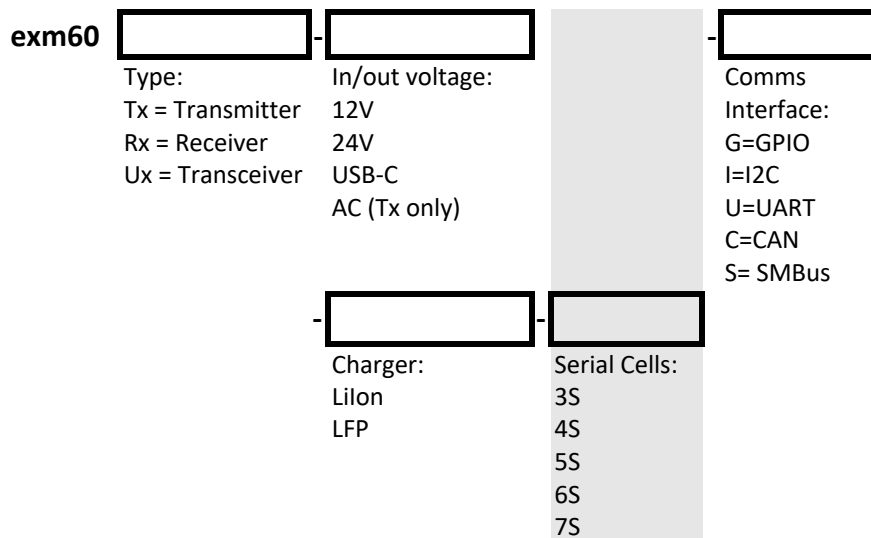 exm60 - -
Type:
Tx = Transmitter
Rx = Receiver
Ux = Transceiver
In/out voltage:
12V
24V
USB-C
AC (Tx only)
Comms
Interface:
G=GPIO
I=I2C
U=UART
C=CAN
S= SMBus
- -
Charger:
LiIon
LFP
Serial Cells:
3S
4S
5S
6S
7S